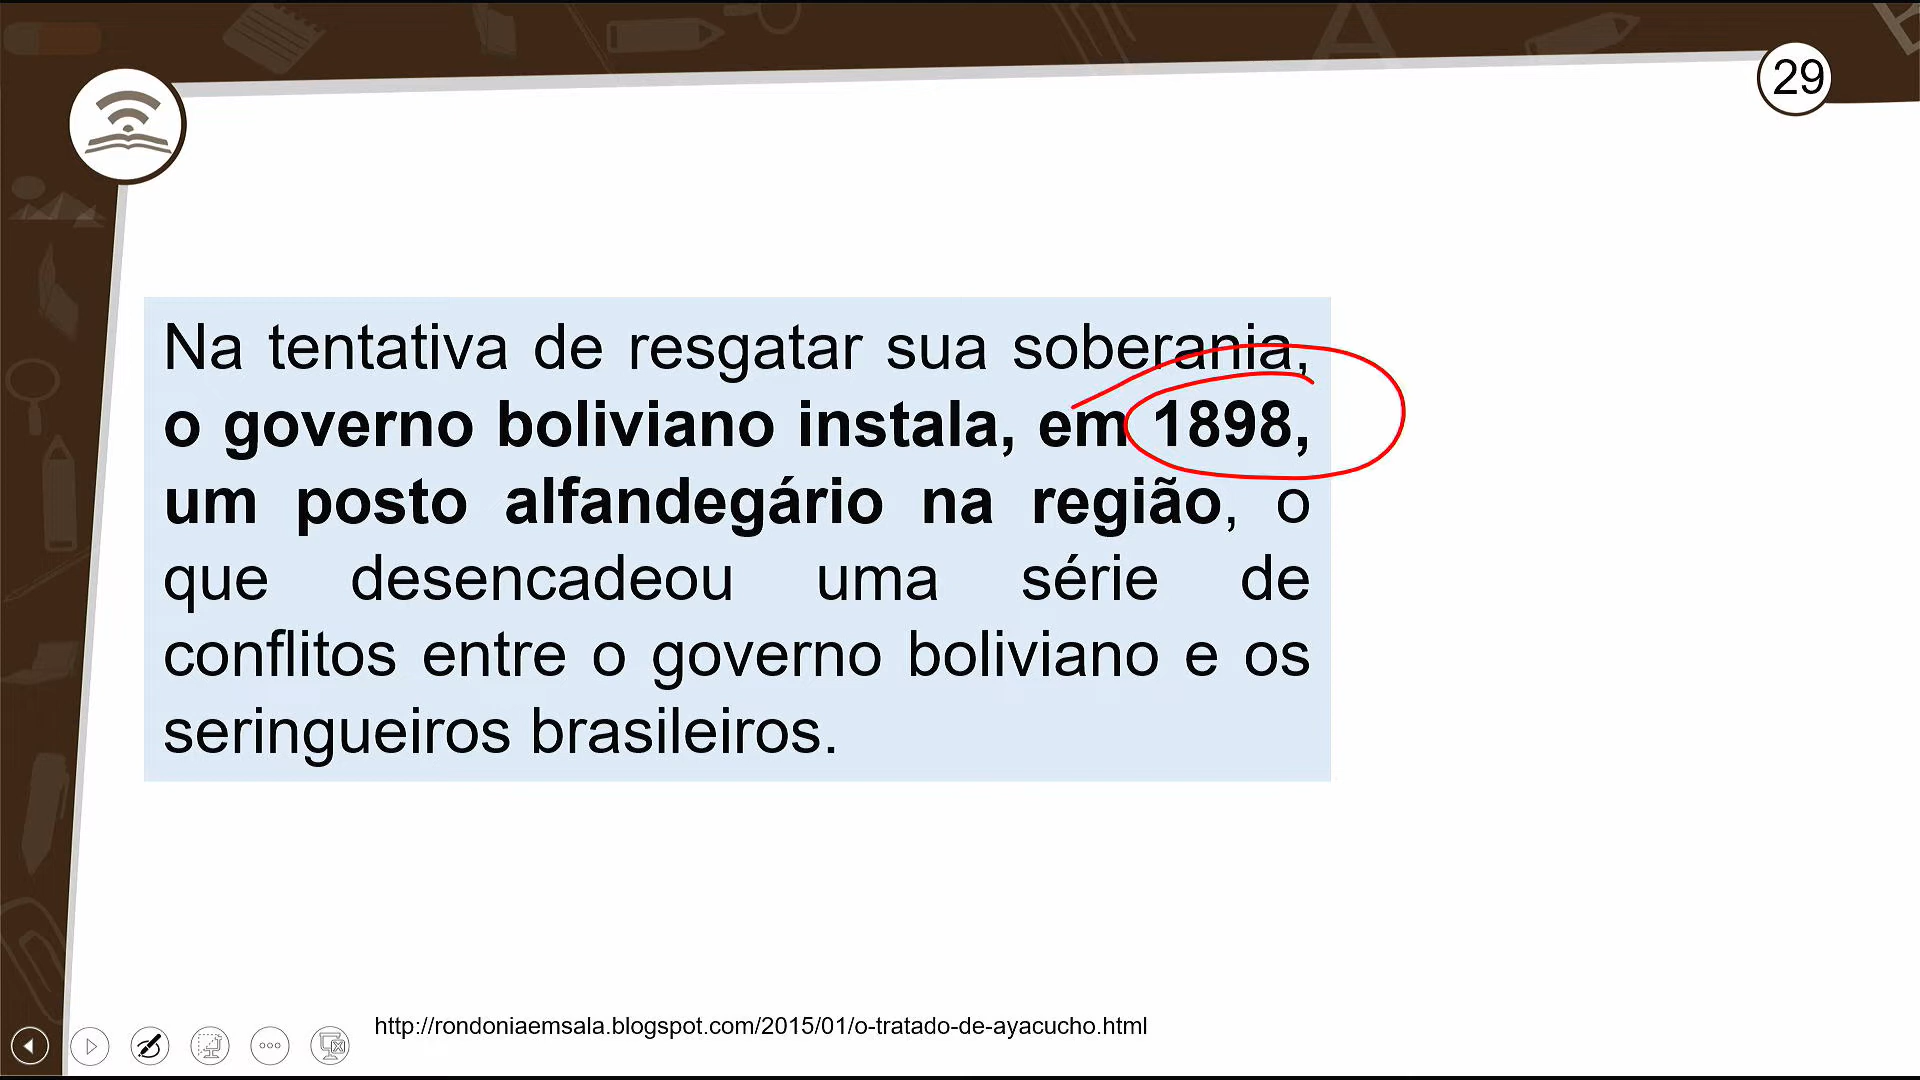 29
Na tentativa de resgatar sua soberania,
o governo boliviano instala, em 1898,
um posto alfandegário na região, o
que desencadeou uma série de
conflitos entre o governo boliviano e os
seringueiros brasileiros.
http://rondoniaemsala.blogspot.com/2015/01/o-tratado-de-ayacucho.html